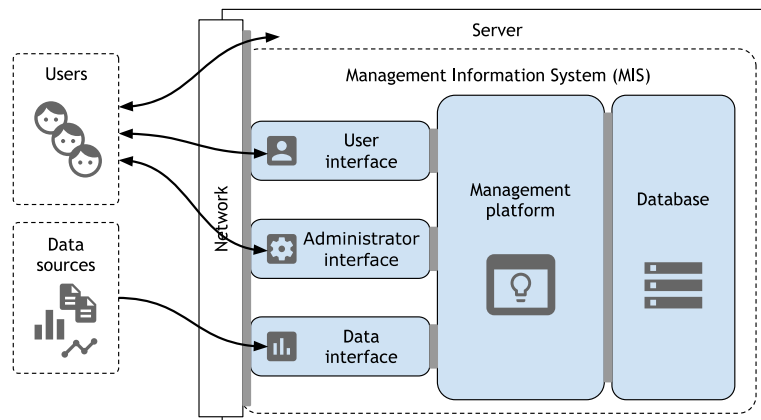 Server
Management Information System (MIS)
Users
User
interface
Management
platform
Database
Network
Administrator
interface
Data
sources
Data
interface